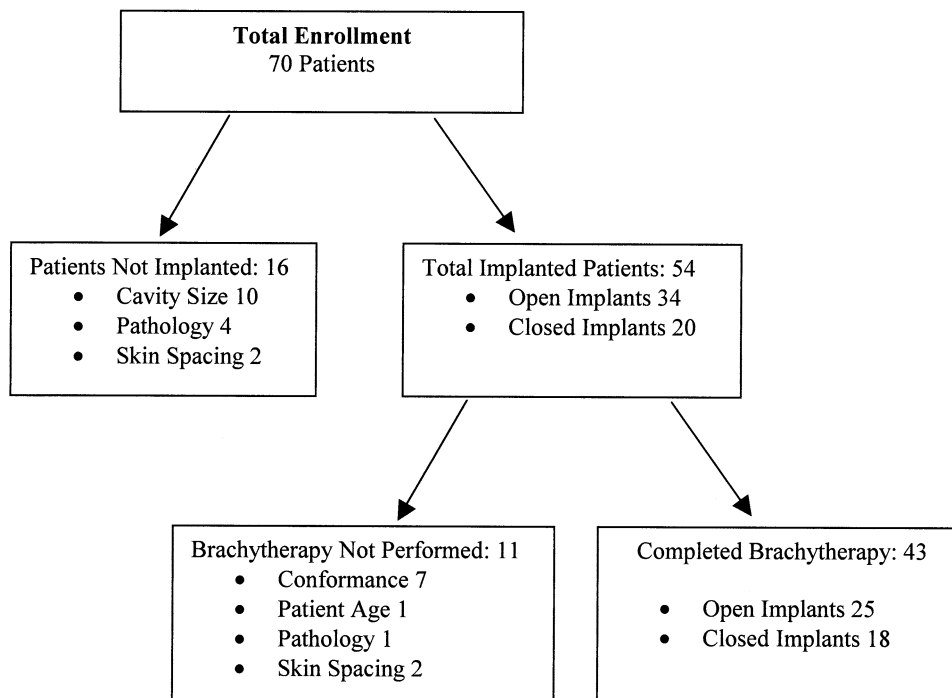 Total Enrollment
70 Patients
Patients Not Implanted: 16
• Cavity Size 10
• Pathology 4
• Skin Spacing 2
Total Implanted Patients: 54
• Open Implants 34
• Closed Implants 20
Brachytherapy Not Performed: 11
• Conformance 7
• Patient Age 1
• Pathology 1
• Skin Spacing 2
Completed Brachytherapy: 43
• Open Implants 25
• Closed Implants 18